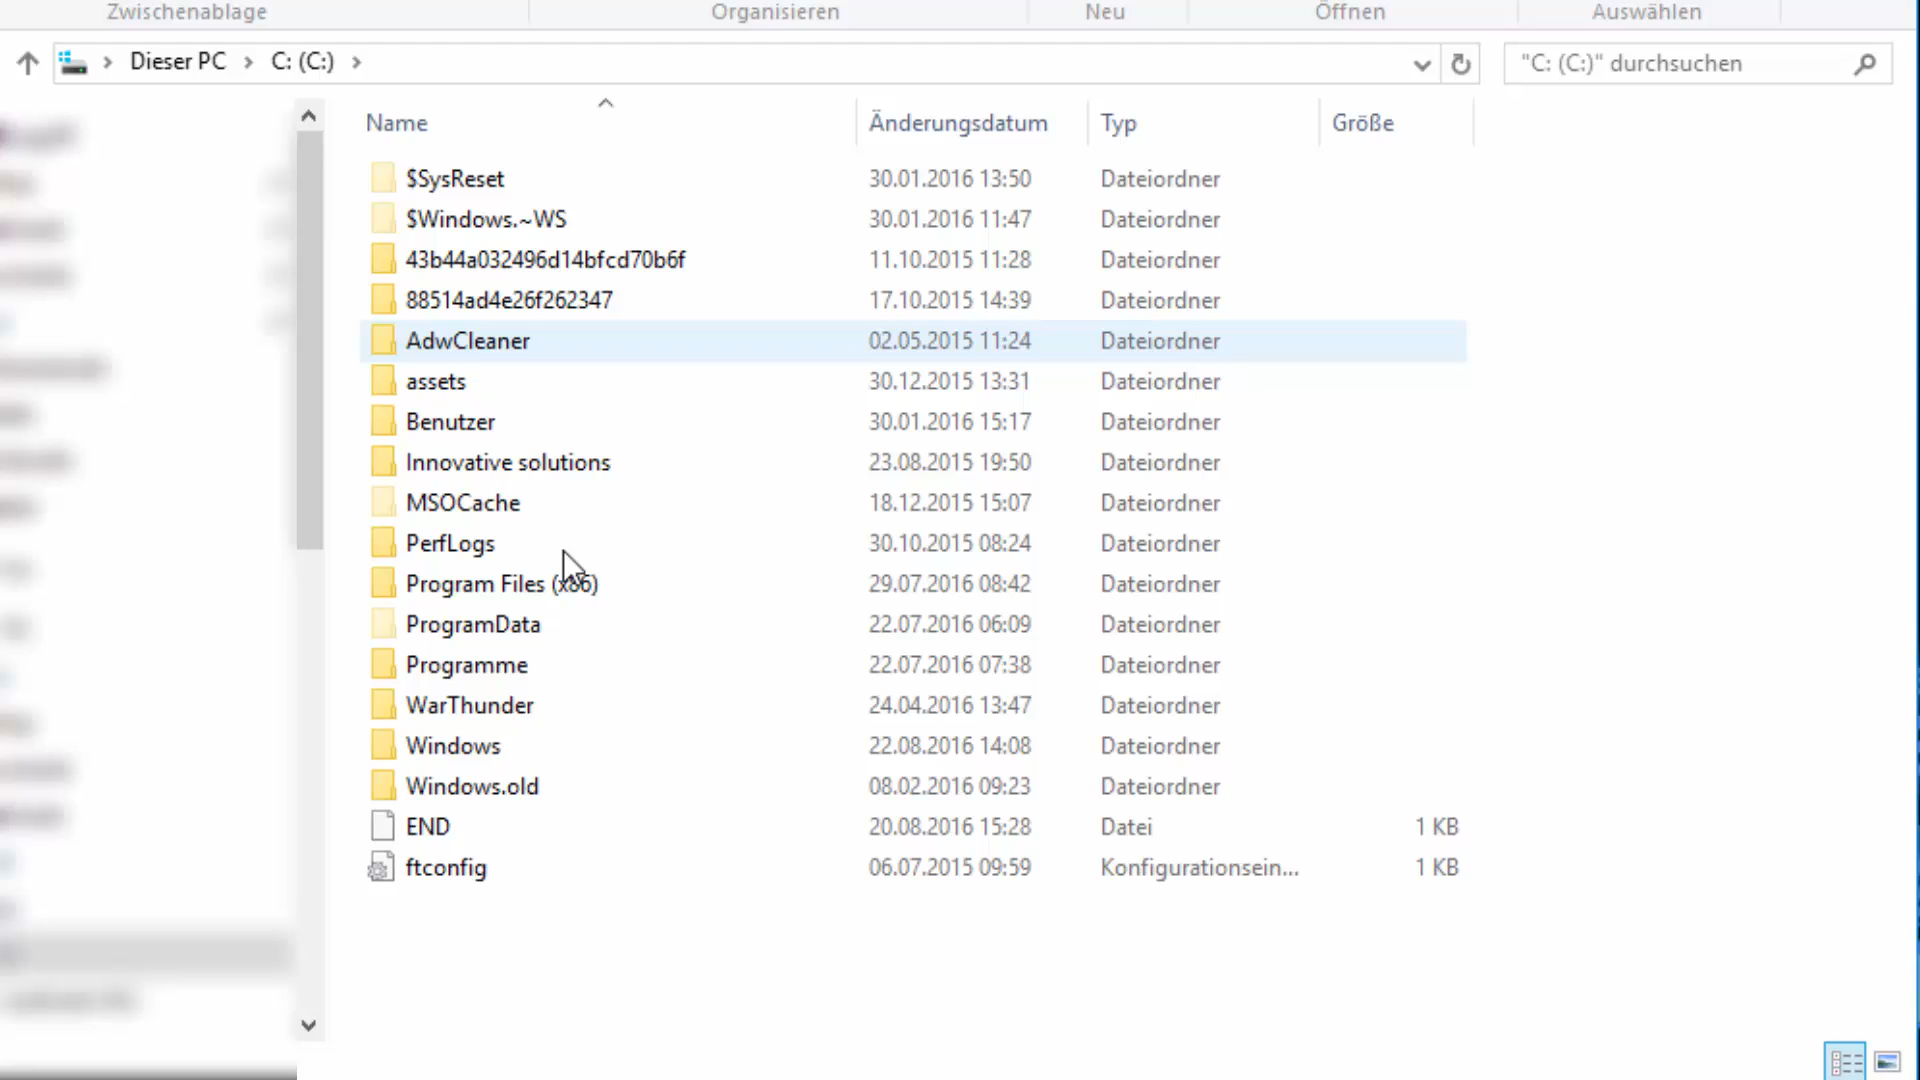 Zwischenablage Organisieren Neu Öffnen Auswählen
Dieser PC C: (C:) "C: (C:)" durchsuchen
Name Änderungsdatum Typ Größe
$SysReset 30.01.2016 13:50 Dateiordner
$Windows.~WS 30.01.2016 11:47 Dateiordner
43b44a032496d14bfcd70b6f 11.10.2015 11:28 Dateiordner
88514ad4e26f262347 17.10.2015 14:39 Dateiordner
AdwCleaner 02.05.2015 11:24 Dateiordner
assets 30.12.2015 13:31 Dateiordner
Benutzer 30.01.2016 15:17 Dateiordner
Innovative solutions 23.08.2015 19:50 Dateiordner
MSOCache 18.12.2015 15:07 Dateiordner
PerfLogs 30.10.2015 08:24 Dateiordner
Program Files (x86) 29.07.2016 08:42 Dateiordner
ProgramData 22.07.2016 06:09 Dateiordner
Programme 22.07.2016 07:38 Dateiordner
WarThunder 24.04.2016 13:47 Dateiordner
Windows 22.08.2016 14:08 Dateiordner
Windows.old 08.02.2016 09:23 Dateiordner
END 20.08.2016 15:28 Datei 1 KB
ftconfig 06.07.2015 09:59 Konfigurationsein... 1 KB